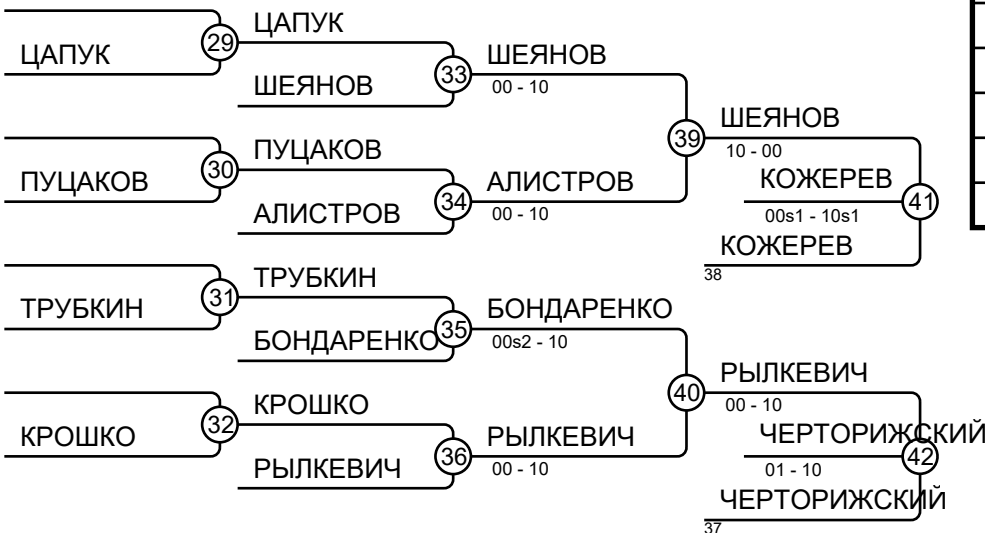 ЦАПУК
29
ЦАПУК
ШЕЯНОВ
33
ШЕЯНОВ
00 - 10
ПУЦАКОВ
30
ПУЦАКОВ
АЛИСТРОВ
34
АЛИСТРОВ
00 - 10
39
ШЕЯНОВ
10 - 00
КОЖЕРЕВ
00s1 - 10s1
41
КОЖЕРЕВ
38
ТРУБКИН
31
ТРУБКИН
БОНДАРЕНКО
35
БОНДАРЕНКО
00s2 - 10
КРОШКО
32
КРОШКО
РЫЛКЕВИЧ
36
РЫЛКЕВИЧ
00 - 10
40
РЫЛКЕВИЧ
00 - 10
ЧЕРТОРИЖСКИЙ
01 - 10
42
ЧЕРТОРИЖСКИЙ
37